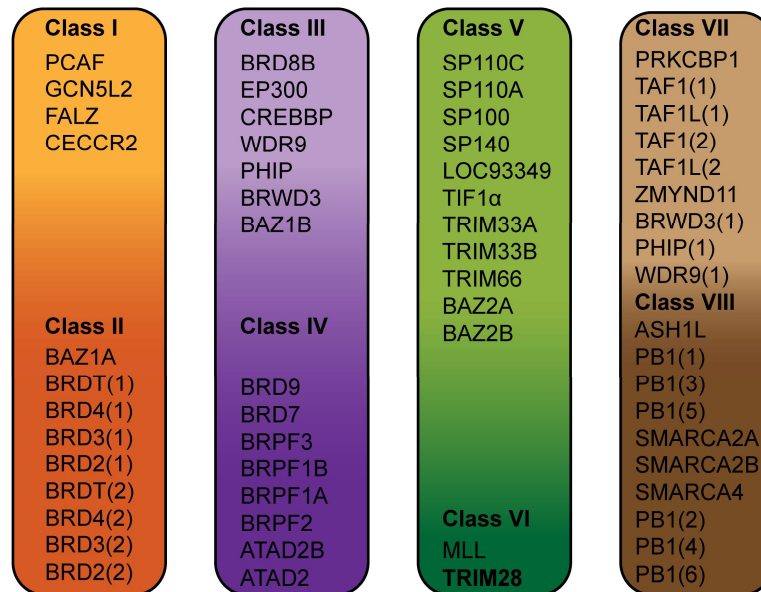 Class I
PCAF
GCN5L2
FALZ
CECCR2
Class II
BAZ1A
BRDT(1)
BRD4(1)
BRD3(1)
BRD2(1)
BRDT(2)
BRD4(2)
BRD3(2)
BRD2(2)
Class III
BRD8B
EP300
CREBBP
WDR9
PHIP
BRWD3
BAZ1B
Class IV
BRD9
BRD7
BRPF3
BRPF1B
BRPF1A
BRPF2
ATAD2B
ATAD2
Class V
SP110C
SP110A
SP100
SP140
LOC93349
TIF1α
TRIM33A
TRIM33B
TRIM66
BAZ2A
BAZ2B
Class VI
MLL
TRIM28
Class VII
PRKCBP1
TAF1(1)
TAF1L(1)
TAF1(2)
TAF1L(2
ZMYND11
BRWD3(1)
PHIP(1)
WDR9(1)
Class VIII
ASH1L
PB1(1)
PB1(3)
PB1(5)
SMARCA2A
SMARCA2B
SMARCA4
PB1(2)
PB1(4)
PB1(6)